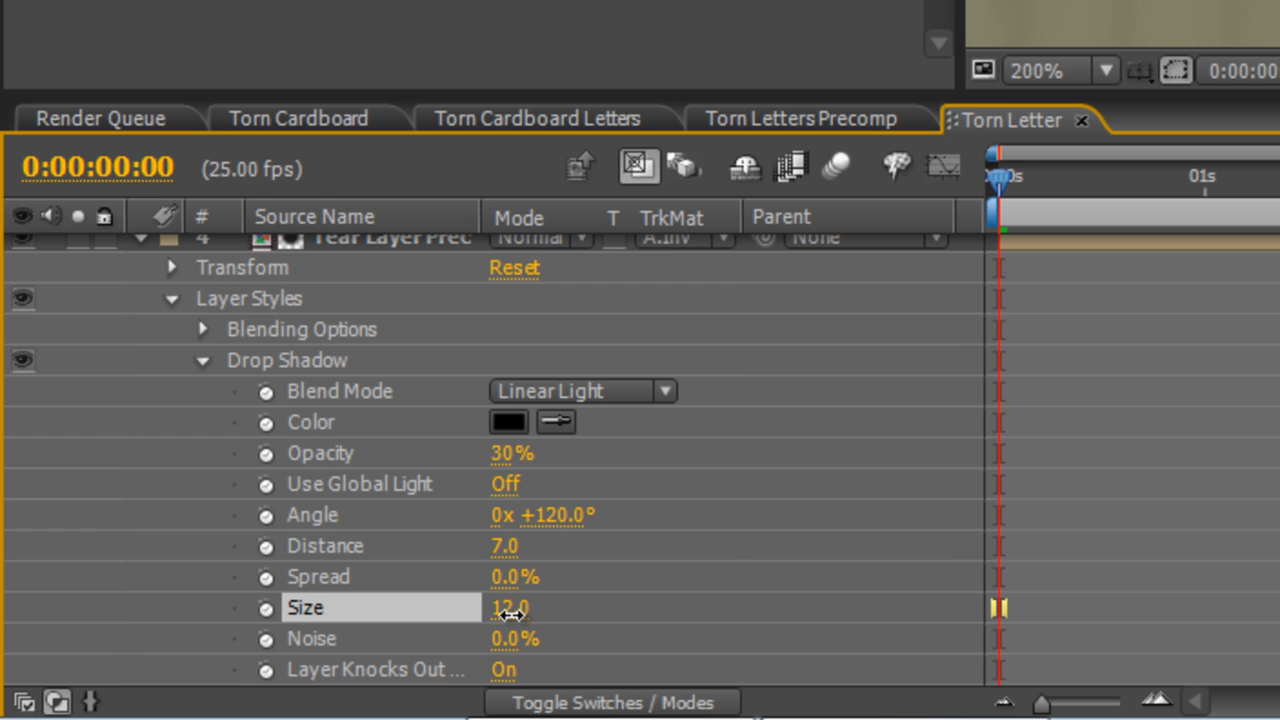 200% 0:00:00
Render Queue Torn Cardboard Torn Cardboard Letters Torn Letters Precomp Torn Letter
0:00:00:00 (25.00 fps)
01s
# Source Name Mode T TrkMat Parent
4 Tear Layer Prec Normal A.Inv None
Transform Reset
Layer Styles
Blending Options
Drop Shadow
Blend Mode Linear Light
Color
Opacity 30%
Use Global Light Off
Angle 0x +120.0°
Distance 7.0
Spread 0.0%
Size 12.0
Noise 0.0%
Layer Knocks Out ... On
Toggle Switches / Modes